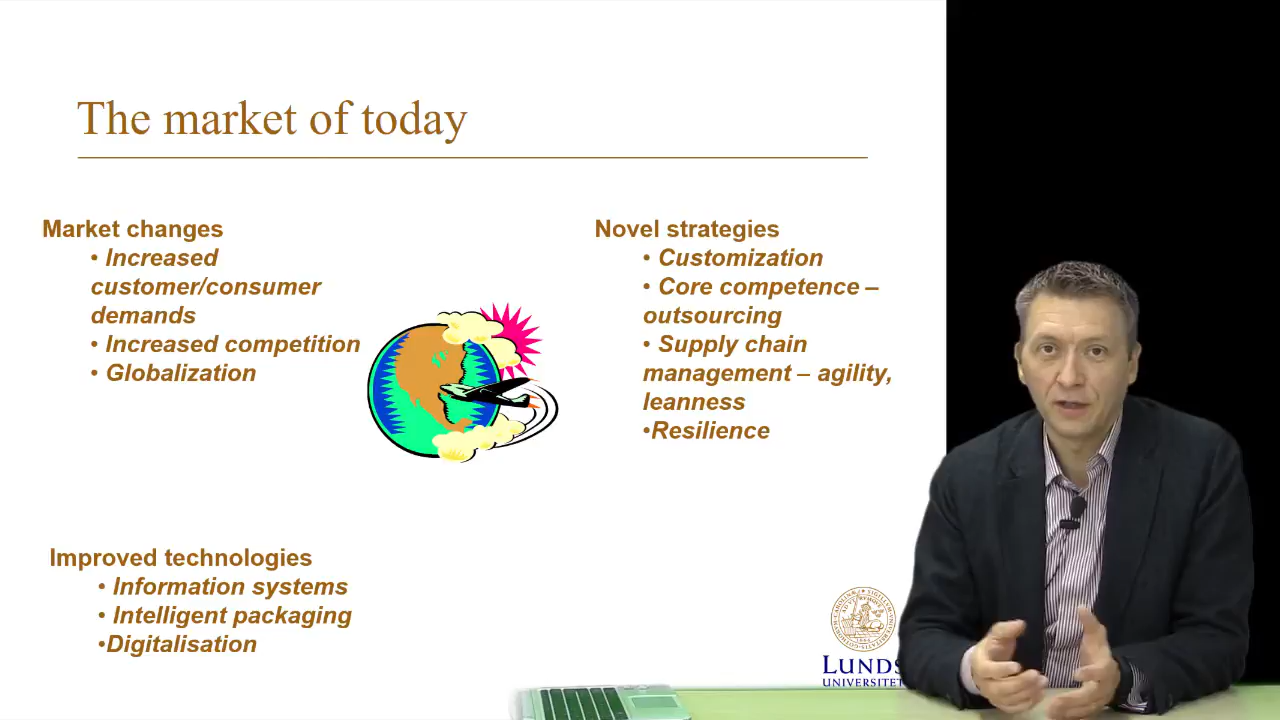 The market of today
Market changes
• Increased
customer/consumer
demands
• Increased competition
• Globalization
Novel strategies
• Customization
• Core competence –
outsourcing
• Supply chain
management – agility,
leanness
•Resilience
Improved technologies
• Information systems
• Intelligent packaging
•Digitalisation
LUNDS
UNIVERSITET